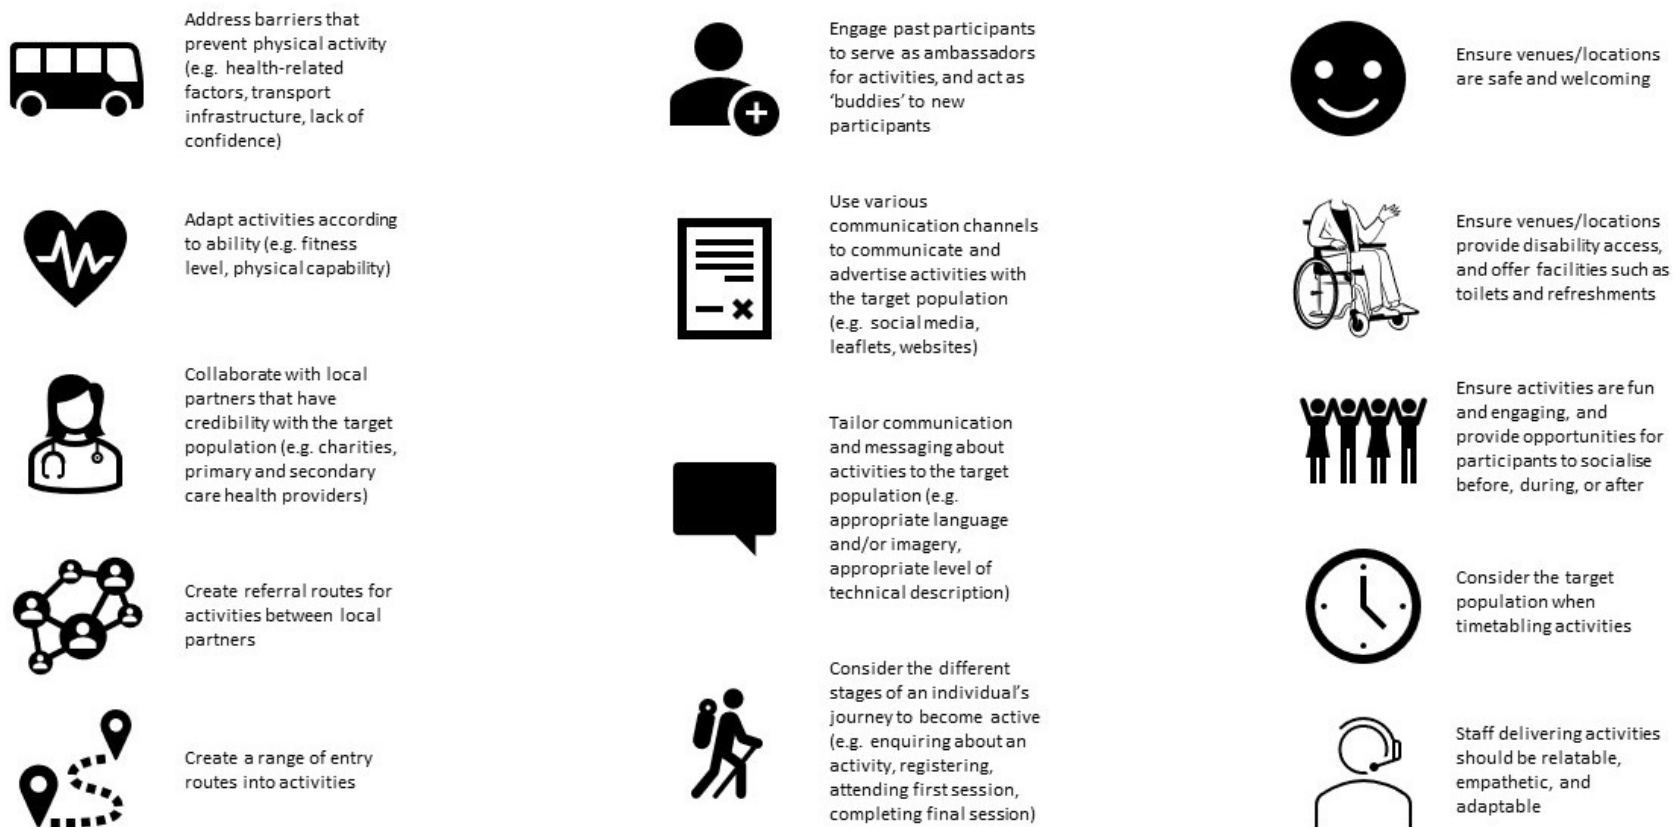 Address barriers that
prevent physical activity
(e.g. health-related
factors, transport
infrastructure, lack of
confidence)
Adapt activities according
to ability (e.g. fitness
level, physical capability)
Collaborate with local
partners that have
credibility with the target
population (e.g. charities,
primary and secondary
care health providers)
Create referral routes for
activities between local
partners
Create a range of entry
routes into activities
Engage past participants
to serve as ambassadors
for activities, and act as
‘buddies’ to new
participants
Use various
communication channels
to communicate and
advertise activities with
the target population
(e.g. social media,
leaflets, websites)
Tailor communication
and messaging about
activities to the target
population (e.g.
appropriate language
and/or imagery,
appropriate level of
technical description)
Consider the different
stages of an individual’s
journey to become active
(e.g. enquiring about an
activity, registering,
attending first session,
completing final session)
Ensure venues/locations
are safe and welcoming
Ensure venues/locations
provide disability access,
and offer facilities such as
toilets and refreshments
Ensure activities are fun
and engaging, and
provide opportunities for
participants to socialise
before, during, or after
Consider the target
population when
timetabling activities
Staff delivering activities
should be relatable,
empathetic, and
adaptable